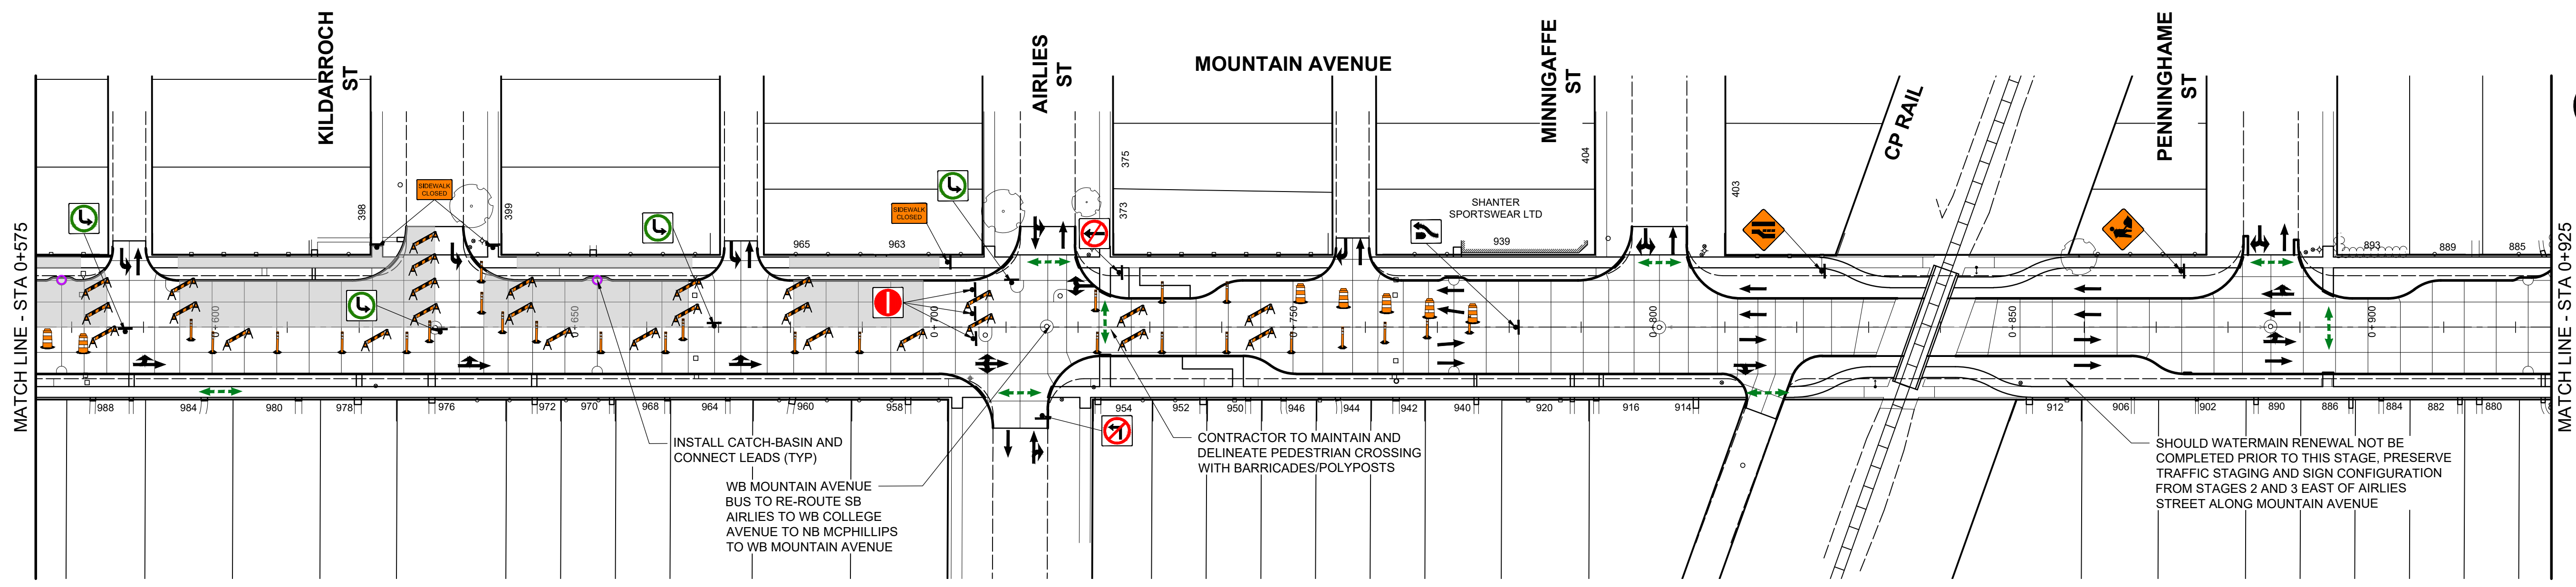 KILDARROCH
ST
AIRLIES
ST
MOUNTAIN AVENUE
MINNIGAFFE
ST
CP RAIL
PENNINGHAME
ST
MATCH LINE - STA 0+575
398
SIDEWALK
CLOSED
399
965
963
SIDEWALK
CLOSED
375
373
SHANTER
SPORTSWEAR LTD
939
404
403
893
889
885
MATCH LINE - STA 0+925
0+600
0+650
0+700
0+750
0+800
0+850
0+900
988
984
980
978
976
972
970
968
964
960
958
954
952
950
946
944
942
940
920
916
914
912
906
902
890
886
884
882
880
INSTALL CATCH-BASIN AND
CONNECT LEADS (TYP)
WB MOUNTAIN AVENUE
BUS TO RE-ROUTE SB
AIRLIES TO WB COLLEGE
AVENUE TO NB MCPHILLIPS
TO WB MOUNTAIN AVENUE
CONTRACTOR TO MAINTAIN AND
DELINEATE PEDESTRIAN CROSSING
WITH BARRICADES/POLYPOSTS
SHOULD WATERMAIN RENEWAL NOT BE
COMPLETED PRIOR TO THIS STAGE, PRESERVE
TRAFFIC STAGING AND SIGN CONFIGURATION
FROM STAGES 2 AND 3 EAST OF AIRLIES
STREET ALONG MOUNTAIN AVENUE